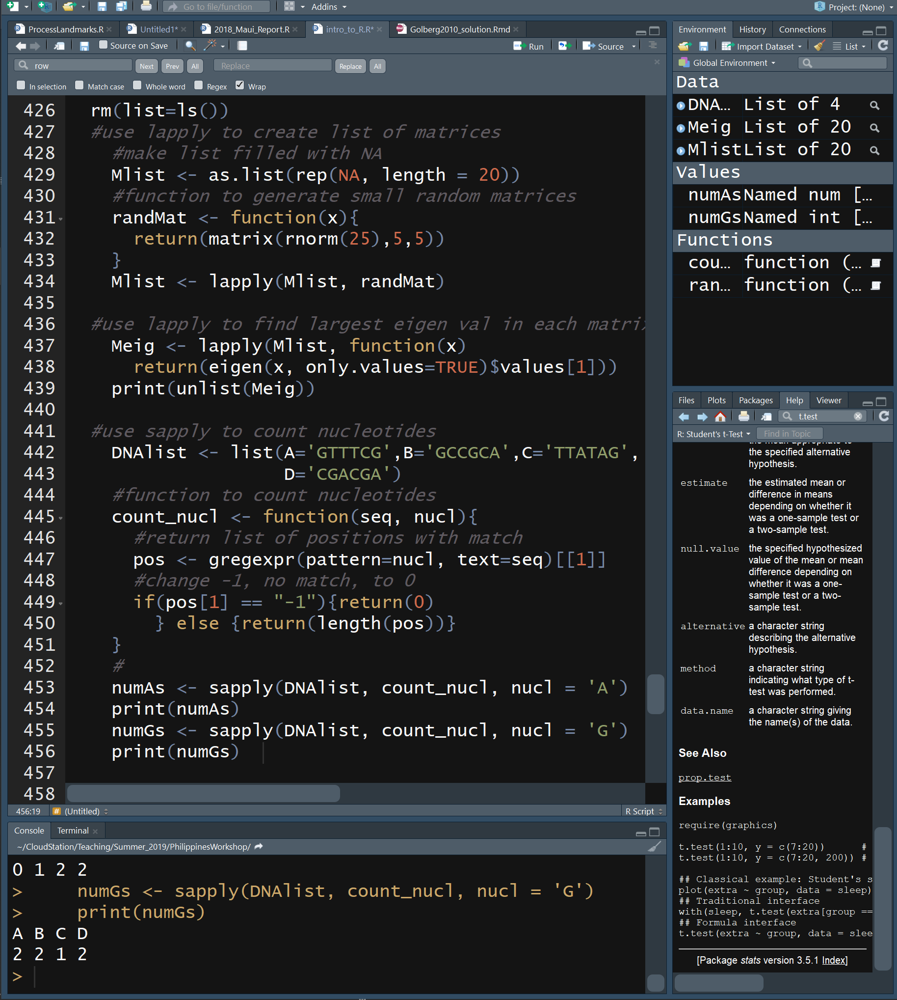 Go to file/function
Addins
Project: (None)
ProcessLandmarks.R
Untitled1*
2018_Maui_Report.R
intro_to_R.R*
Golberg2010_solution.Rmd
Source on Save
Run
Source
row
Next
Prev
All
Replace
Replace
All
In selection
Match case
Whole word
Regex
Wrap
426 rm(list=ls())
427 #use lapply to create list of matrices
428 #make list filled with NA
429 Mlist <- as.list(rep(NA, length = 20))
430 #function to generate small random matrices
431 randMat <- function(x){
432 return(matrix(rnorm(25),5,5))
433 }
434 Mlist <- lapply(Mlist, randMat)
435
436 #use lapply to find largest eigen val in each matrix
437 Meig <- lapply(Mlist, function(x)
438 return(eigen(x, only.values=TRUE)$values[1]))
439 print(unlist(Meig))
440
441 #use sapply to count nucleotides
442 DNAlist <- list(A='GTTTCG',B='GCCGCA',C='TTATAG',
443 D='CGACGA')
444 #function to count nucleotides
445 count_nucl <- function(seq, nucl){
446 #return list of positions with match
447 pos <- gregexpr(pattern=nucl, text=seq)[[1]]
448 #change -1, no match, to 0
449 if(pos[1] == "-1"){return(0)
450 } else {return(length(pos))}
451 }
452 #
453 numAs <- sapply(DNAlist, count_nucl, nucl = 'A')
454 print(numAs)
455 numGs <- sapply(DNAlist, count_nucl, nucl = 'G')
456 print(numGs)
457
458
456:19
# (Untitled)
R Script
Console
Terminal
~/CloudStation/Teaching/Summer_2019/PhilippinesWorkshop/
0 1 2 2
> numGs <- sapply(DNAlist, count_nucl, nucl = 'G')
> print(numGs)
A B C D
2 2 1 2
>
Environment
History
Connections
Import Dataset
List
Global Environment
Data
DNA... List of 4
Meig List of 20
Mlist List of 20
Values
numAs Named num [...
numGs Named int [...
Functions
cou... function (...
ran... function (...
Files
Plots
Packages
Help
Viewer
t.test
R: Student's t-Test
Find in Topic
the mean appropriate to
the specified alternative
hypothesis.
estimate the estimated mean or
difference in means
depending on whether it
was a one-sample test or
a two-sample test.
null.value the specified hypothesized
value of the mean or mean
difference depending on
whether it was a one-
sample test or a two-
sample test.
alternative a character string
describing the alternative
hypothesis.
method a character string
indicating what type of t-
test was performed.
data.name a character string giving
the name(s) of the data.
See Also
prop.test
Examples
require(graphics)
t.test(1:10, y = c(7:20)) #
t.test(1:10, y = c(7:20, 200)) #
## Classical example: Student's s
plot(extra ~ group, data = sleep)
## Traditional interface
with(sleep, t.test(extra[group ==
## Formula interface
t.test(extra ~ group, data = slee
[Package stats version 3.5.1 Index]